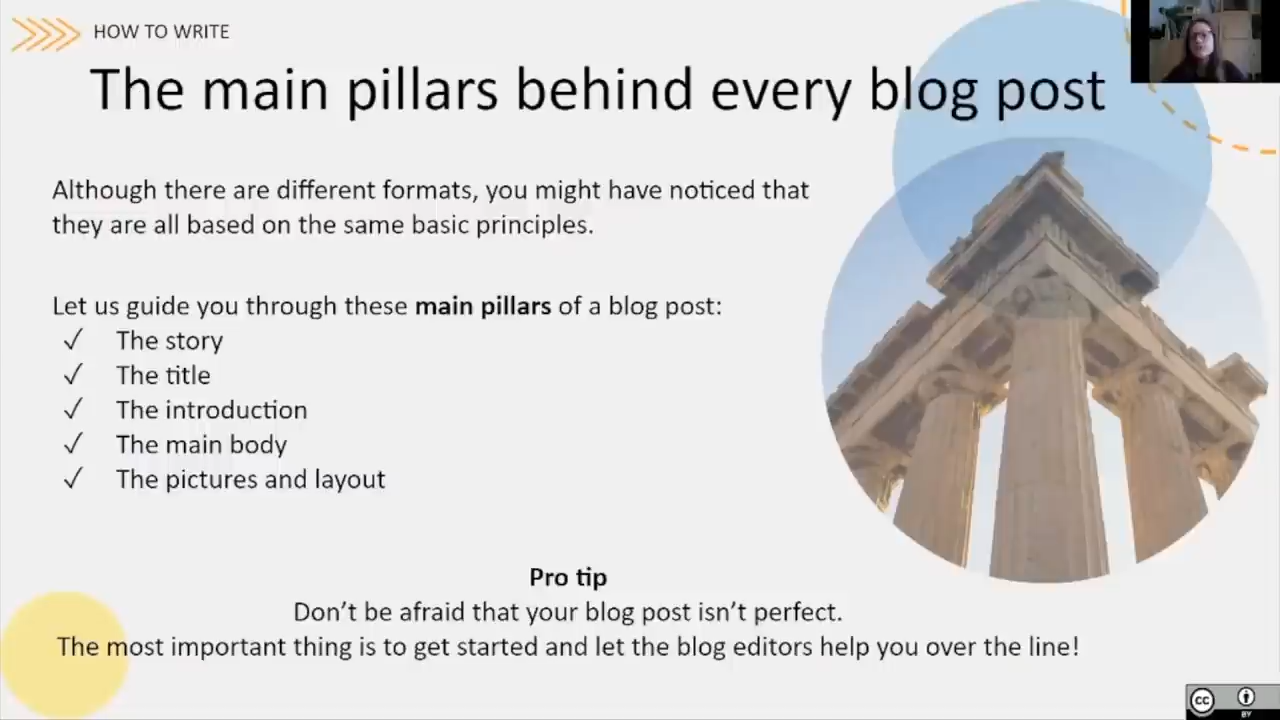 HOW TO WRITE
The main pillars behind every blog post
Although there are different formats, you might have noticed that
they are all based on the same basic principles.
Let us guide you through these main pillars of a blog post:
✓ The story
✓ The title
✓ The introduction
✓ The main body
✓ The pictures and layout
Pro tip
Don’t be afraid that your blog post isn’t perfect.
The most important thing is to get started and let the blog editors help you over the line!
cc
BY